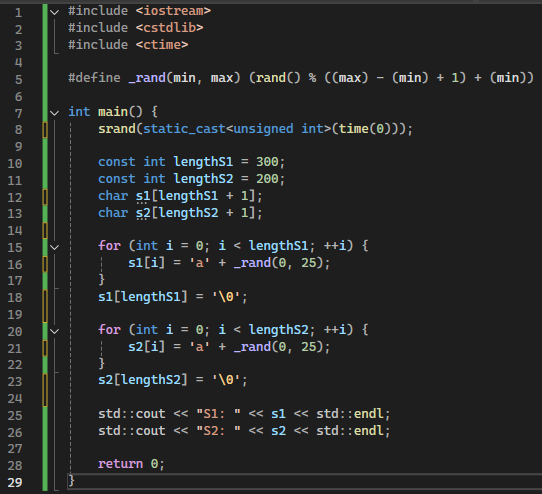 1 #include <iostream>
2 #include <cstdlib>
3 #include <ctime>
4
5 #define _rand(min, max) (rand() % ((max) - (min) + 1) + (min))
6
7 int main() {
8     srand(static_cast<unsigned int>(time(0)));
9
10     const int lengthS1 = 300;
11     const int lengthS2 = 200;
12     char s1[lengthS1 + 1];
13     char s2[lengthS2 + 1];
14
15     for (int i = 0; i < lengthS1; ++i) {
16         s1[i] = 'a' + _rand(0, 25);
17     }
18     s1[lengthS1] = '\0';
19
20     for (int i = 0; i < lengthS2; ++i) {
21         s2[i] = 'a' + _rand(0, 25);
22     }
23     s2[lengthS2] = '\0';
24
25     std::cout << "S1: " << s1 << std::endl;
26     std::cout << "S2: " << s2 << std::endl;
27
28     return 0;
29 }